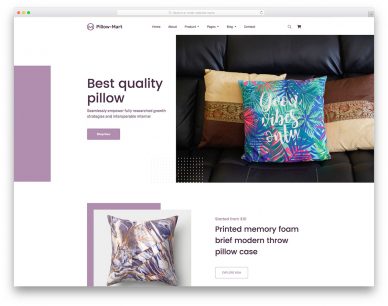 Pillow-Mart
Home About Product Pages Blog Contact
Best quality
pillow
Seamlessly empower fully researched growth
strategies and interoperable internal
Shop Now
Good
vibes
only!
Started from $10
Printed memory foam
brief modern throw
pillow case
EXPLORE NOW